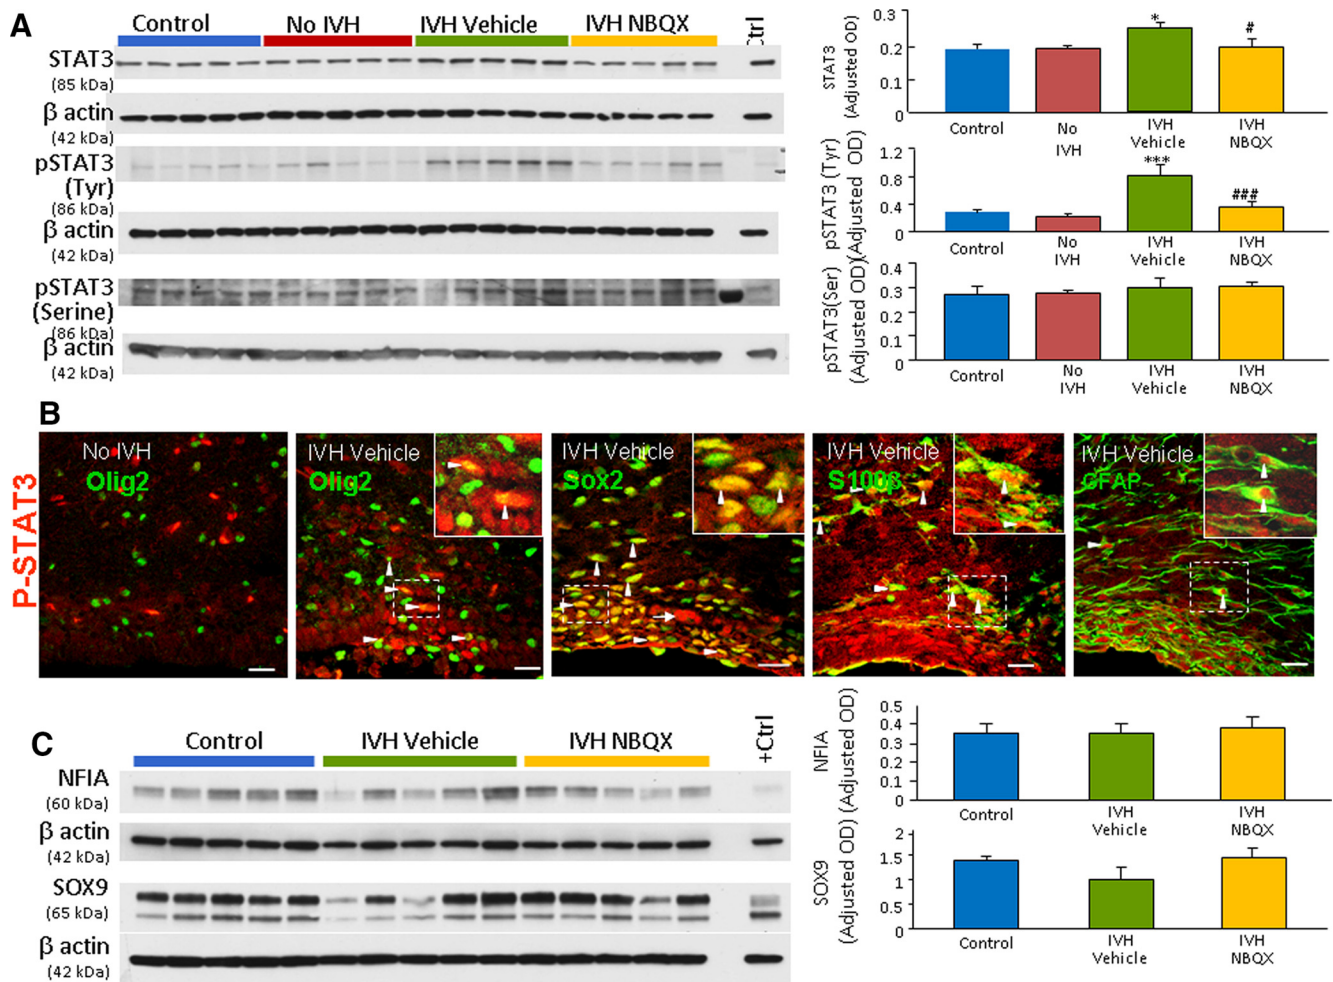 A
Control
No IVH
IVH Vehicle
IVH NBQX
STAT3
(85 kDa)
β actin
(42 kDa)
pSTAT3
(Tyr)
(86 kDa)
β actin
(42 kDa)
pSTAT3
(Serine)
(86 kDa)
β actin
(42 kDa)
STAT3
(Adjusted OD)
0.3
0.2
0.1
0
*
#
Control
No
IVH
IVH
Vehicle
IVH
NBQX
pSTAT3 (Tyr)
(Adjusted OD)
1.2
0.8
0.4
0
***
###
Control
No
IVH
IVH
Vehicle
IVH
NBQX
pSTAT3(Ser)
(Adjusted OD)
0.4
0.3
0.2
0.1
0
Control
No
IVH
IVH
Vehicle
IVH
NBQX
B
P-STAT3
No IVH
Olig2
IVH Vehicle
Olig2
IVH Vehicle
Sox2
IVH Vehicle
S100β
IVH Vehicle
GFAP
C
Control
IVH Vehicle
IVH NBQX
+Ctrl
NFIA
(60 kDa)
β actin
(42 kDa)
SOX9
(65 kDa)
β actin
(42 kDa)
NFIA
(Adjusted OD)
0.5
0.4
0.3
0.2
0.1
0
Control
IVH
Vehicle
IVH
NBQX
SOX9
(Adjusted OD)
2
1.5
1
0.5
0
Control
IVH
Vehicle
IVH
NBQX